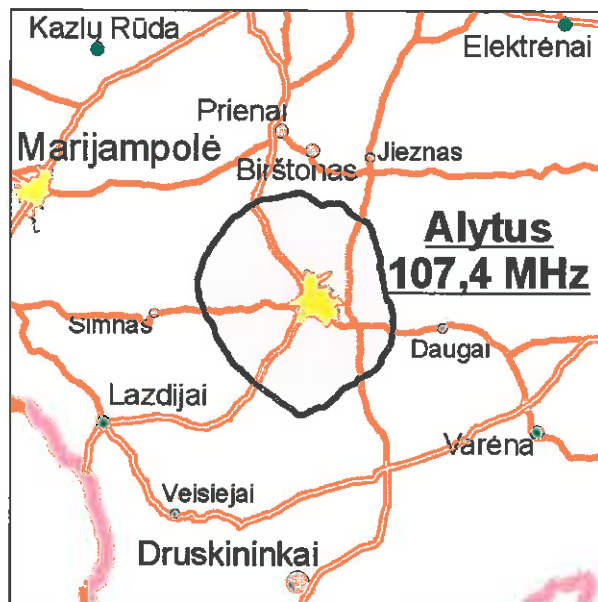 Kazlų Rūda
Elektrėnai
Prienai
Marijampolė
Jieznas
Birštonas
Alytus
107,4 MHz
Simnas
Daugai
Lazdijai
Varėna
Veisiejai
Druskininkai